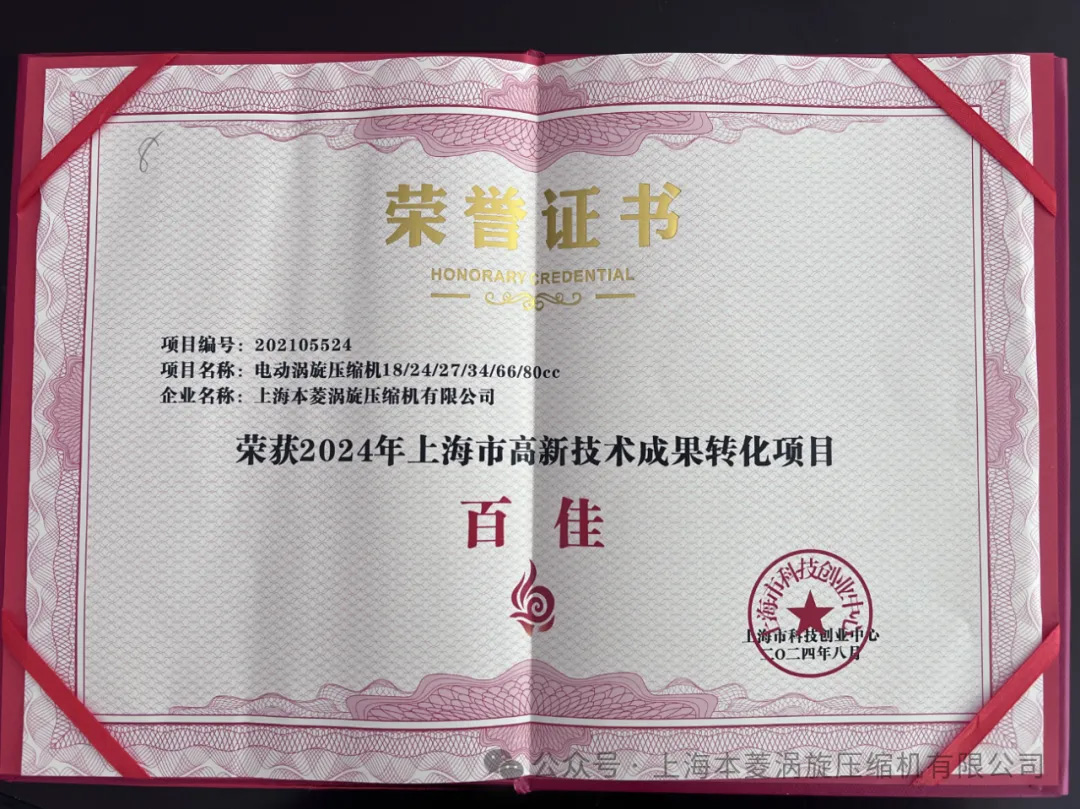 8
荣誉证书
HONORARY CREDENTIAL
项目编号：202105524
项目名称：电动涡旋压缩机18/24/27/34/66/80cc
企业名称：上海本菱涡旋压缩机有限公司
荣获2024年上海市高新技术成果转化项目
百佳
上海市科技创业中心
上海市科技创业中心
二〇二四年八月
公众号·上海本菱涡旋压缩机有限公司